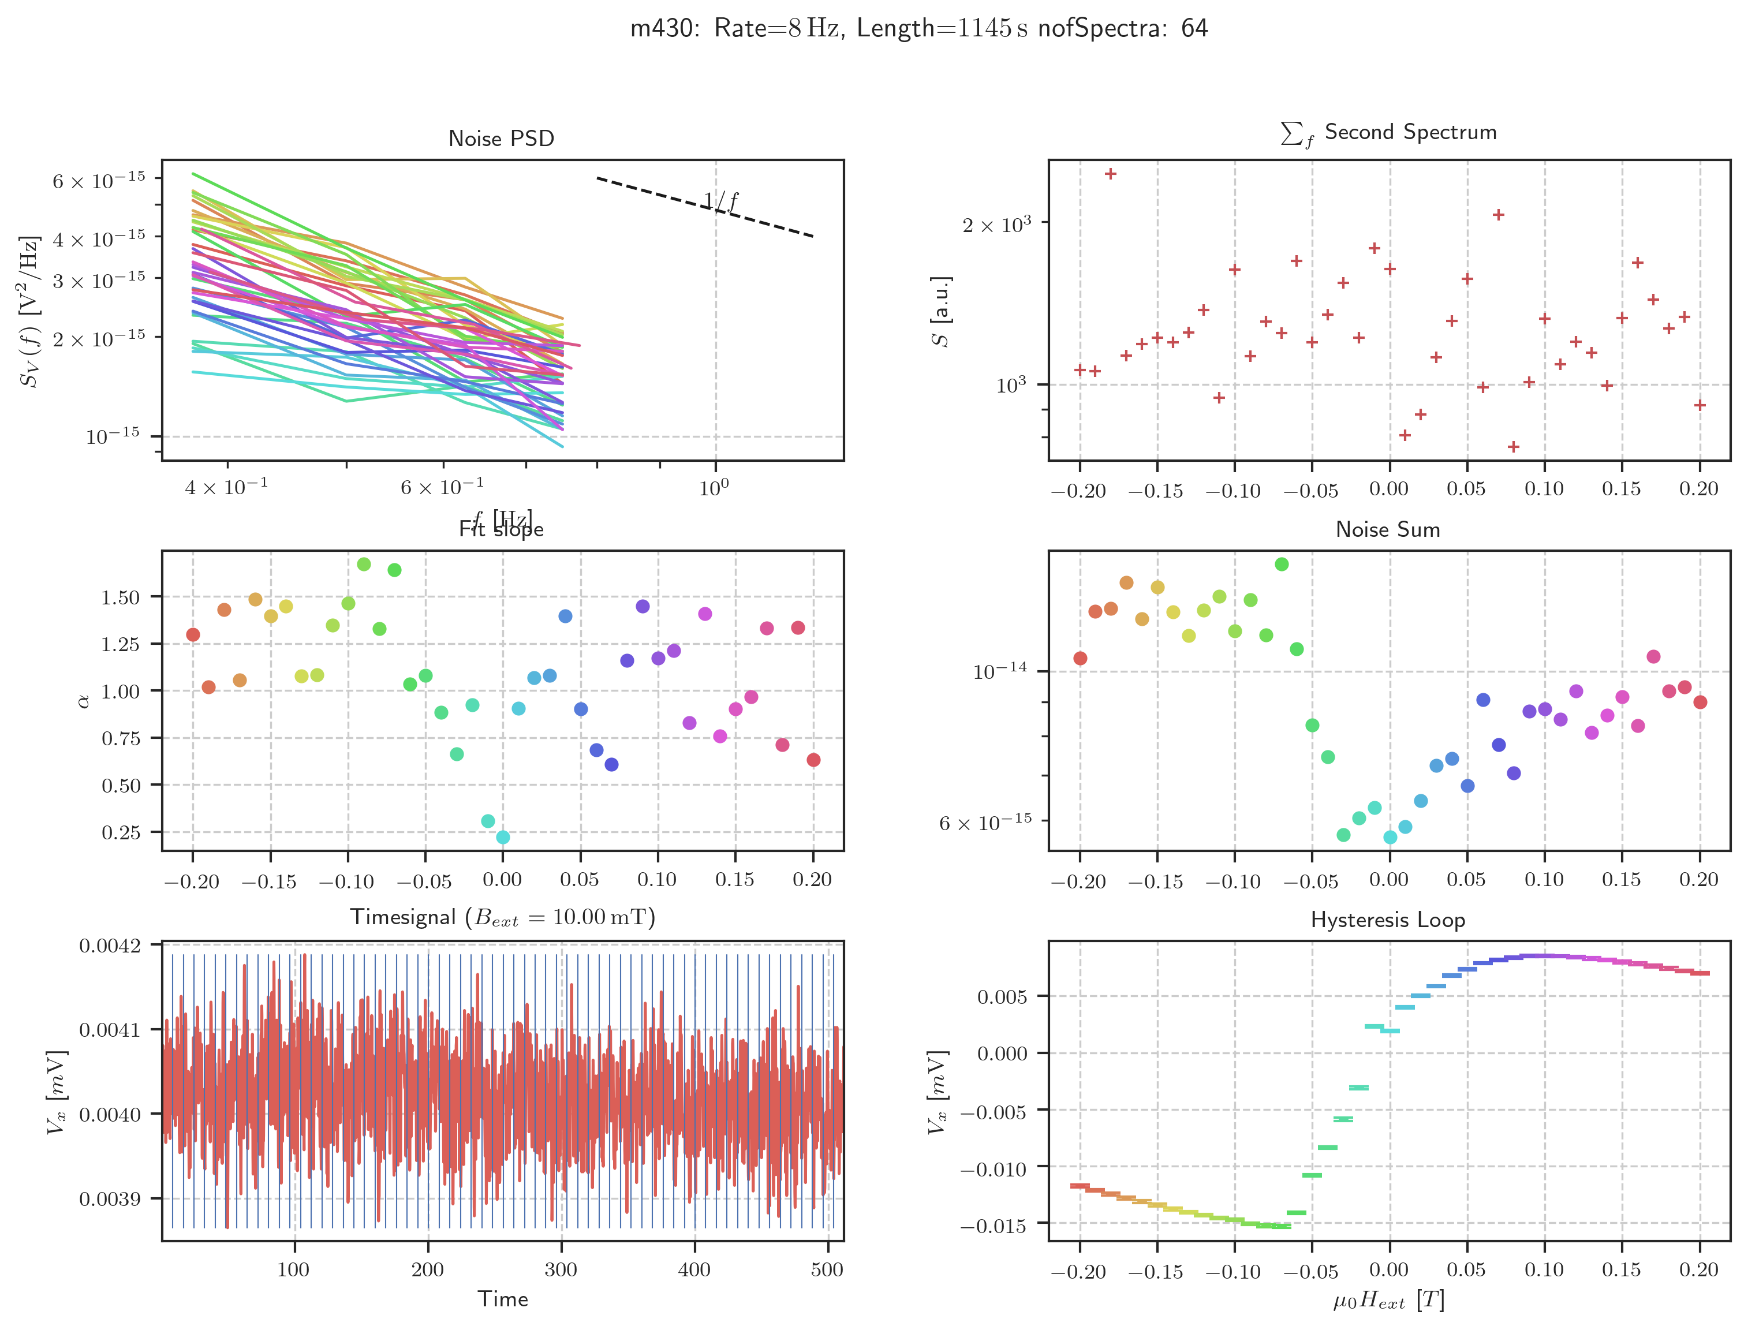 m430: Rate=8 Hz, Length=1145 s nofSpectra: 64
Noise PSD
S_V(f) [V²/Hz]
6 × 10⁻¹⁵
4 × 10⁻¹⁵
3 × 10⁻¹⁵
2 × 10⁻¹⁵
10⁻¹⁵
1/f
4 × 10⁻¹ 6 × 10⁻¹ 10⁰
f [Hz]
∑_f Second Spectrum
S [a.u.]
2 × 10³
10³
−0.20 −0.15 −0.10 −0.05 0.00 0.05 0.10 0.15 0.20
Fit slope
α
1.50
1.25
1.00
0.75
0.50
0.25
−0.20 −0.15 −0.10 −0.05 0.00 0.05 0.10 0.15 0.20
Noise Sum
10⁻¹⁴
6 × 10⁻¹⁵
−0.20 −0.15 −0.10 −0.05 0.00 0.05 0.10 0.15 0.20
Timesignal (B_ext = 10.00 mT)
V_x [mV]
0.0042
0.0041
0.0040
0.0039
100 200 300 400 500
Time
Hysteresis Loop
V_x [mV]
0.005
0.000
−0.005
−0.010
−0.015
−0.20 −0.15 −0.10 −0.05 0.00 0.05 0.10 0.15 0.20
μ₀H_ext [T]